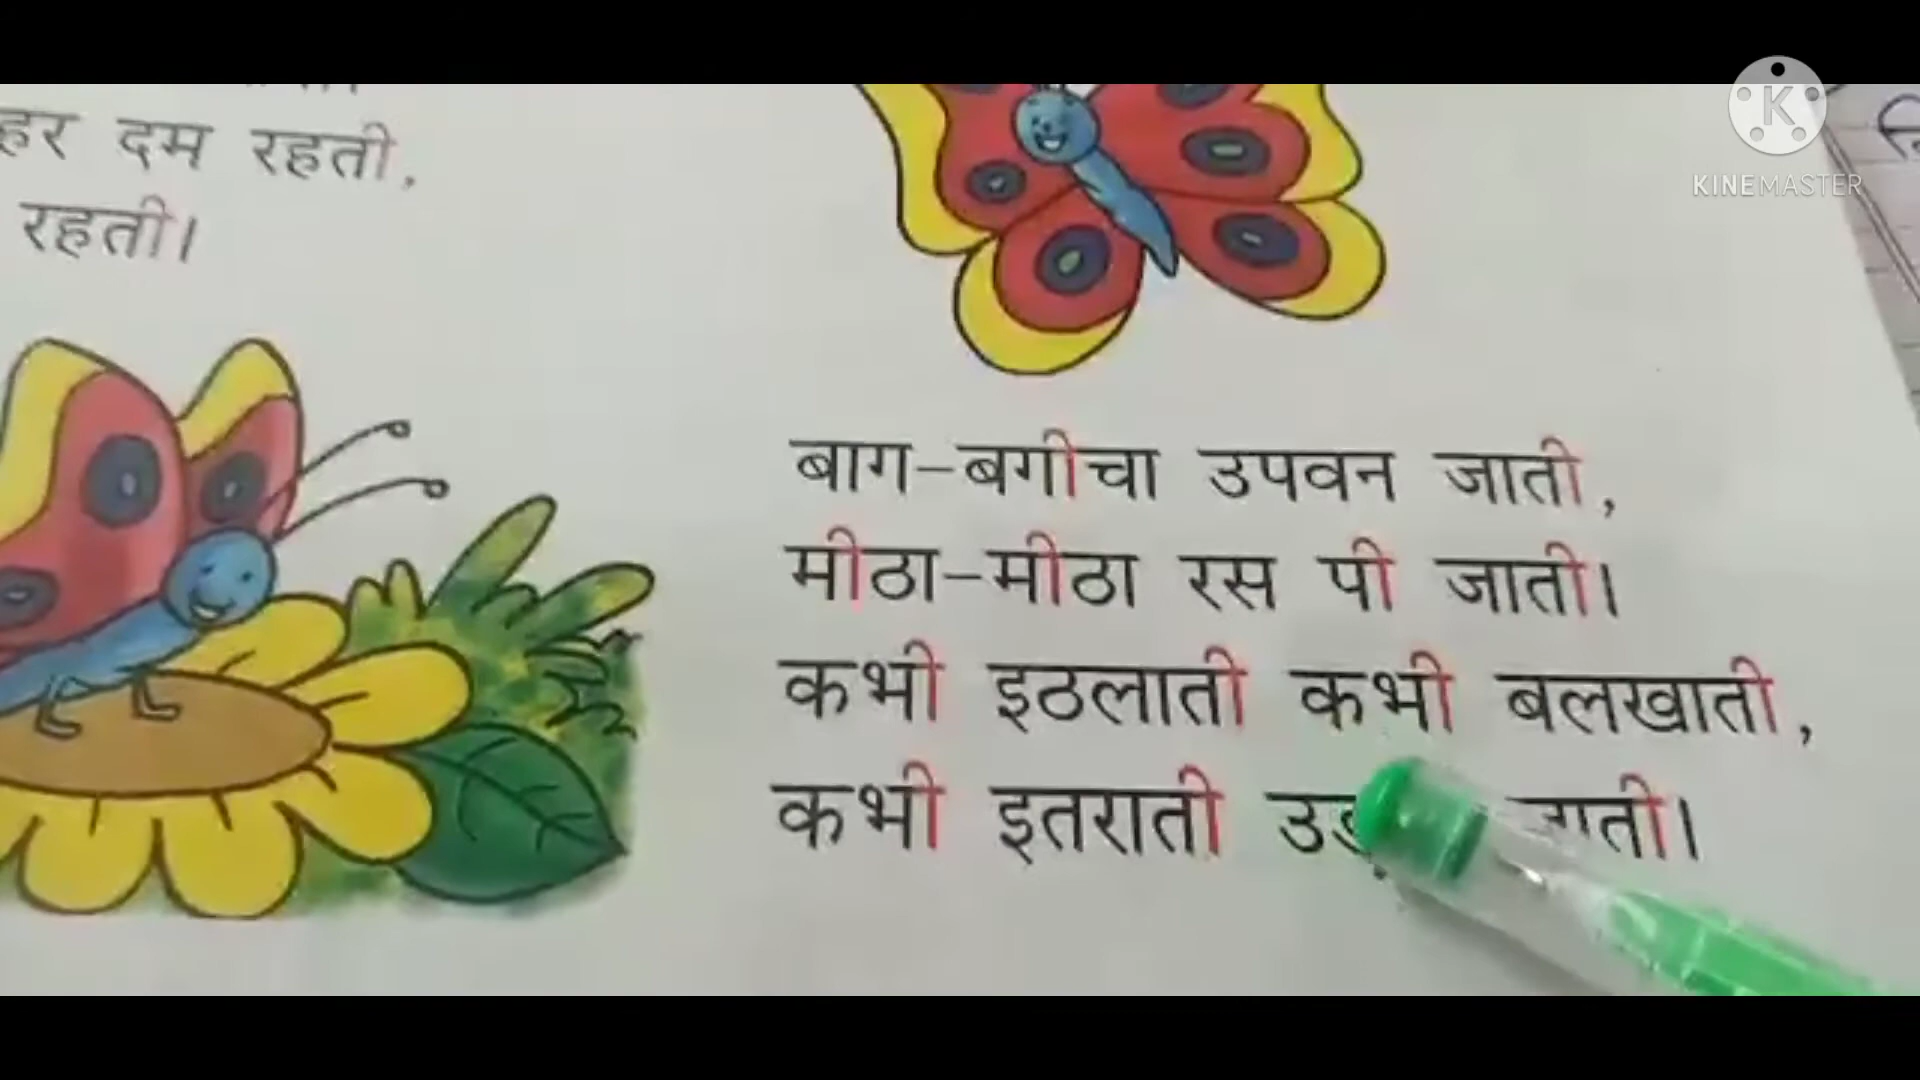 हर दम रहती,
रहती।
बाग-बगीचा उपवन जाती,
मीठा-मीठा रस पी जाती।
कभी इठलाती कभी बलखाती,
कभी इतराती
KINEMASTER